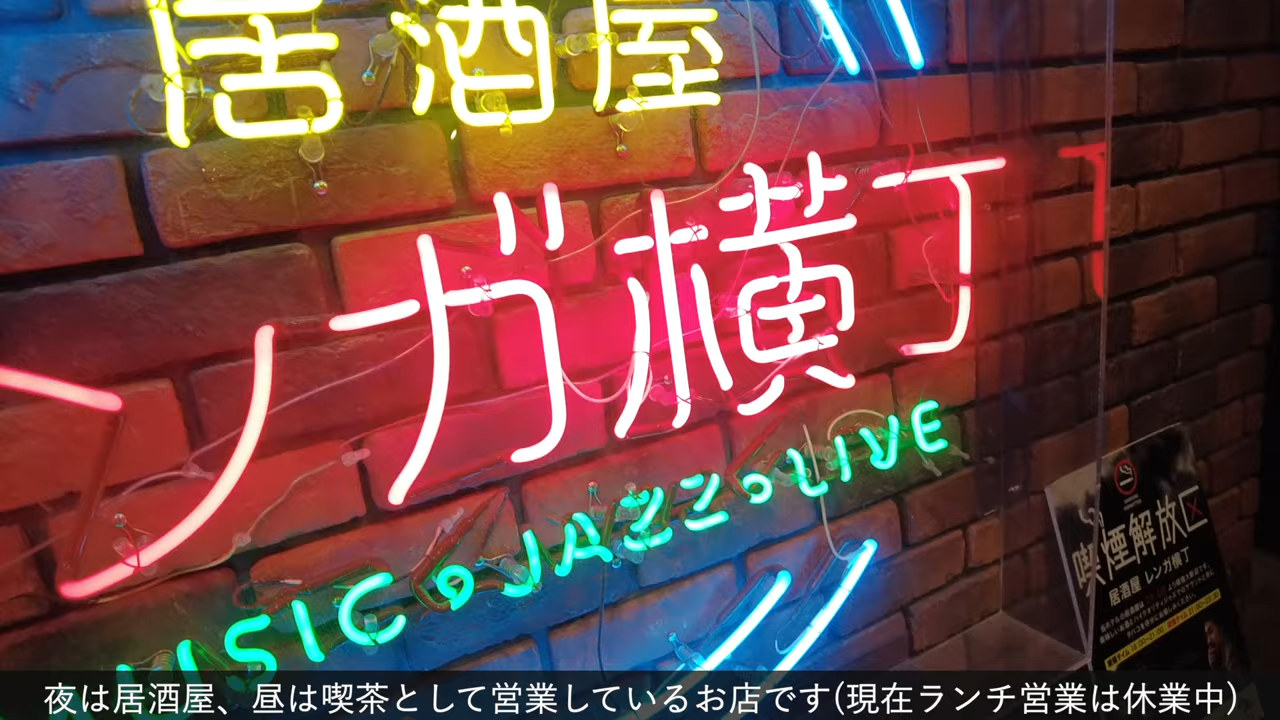 居酒屋
ンガ横丁
MUSIC JAZZ LIVE
喫煙解放区
居酒屋 レンガ横丁
夜は居酒屋、昼は喫茶として営業しているお店です(現在ランチ営業は休業中)